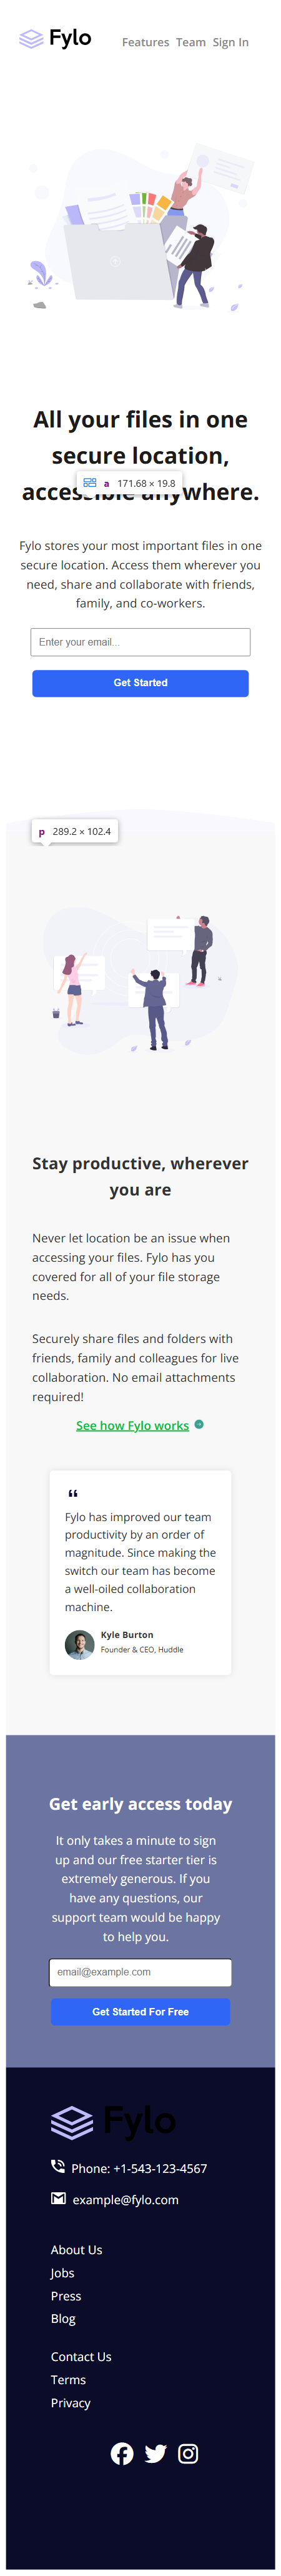 Fylo
Features Team Sign In
All your files in one
secure location,
a 171.68 × 19.8
accessible anywhere.
Fylo stores your most important files in one
secure location. Access them wherever you
need, share and collaborate with friends,
family, and co-workers.
Enter your email...
Get Started
p 289.2 × 102.4
Stay productive, wherever
you are
Never let location be an issue when
accessing your files. Fylo has you
covered for all of your file storage
needs.
Securely share files and folders with
friends, family and colleagues for live
collaboration. No email attachments
required!
See how Fylo works
“
Fylo has improved our team
productivity by an order of
magnitude. Since making the
switch our team has become
a well-oiled collaboration
machine.
Kyle Burton
Founder & CEO, Huddle
Get early access today
It only takes a minute to sign
up and our free starter tier is
extremely generous. If you
have any questions, our
support team would be happy
to help you.
email@example.com
Get Started For Free
Fylo
Phone: +1-543-123-4567
example@fylo.com
About Us
Jobs
Press
Blog
Contact Us
Terms
Privacy